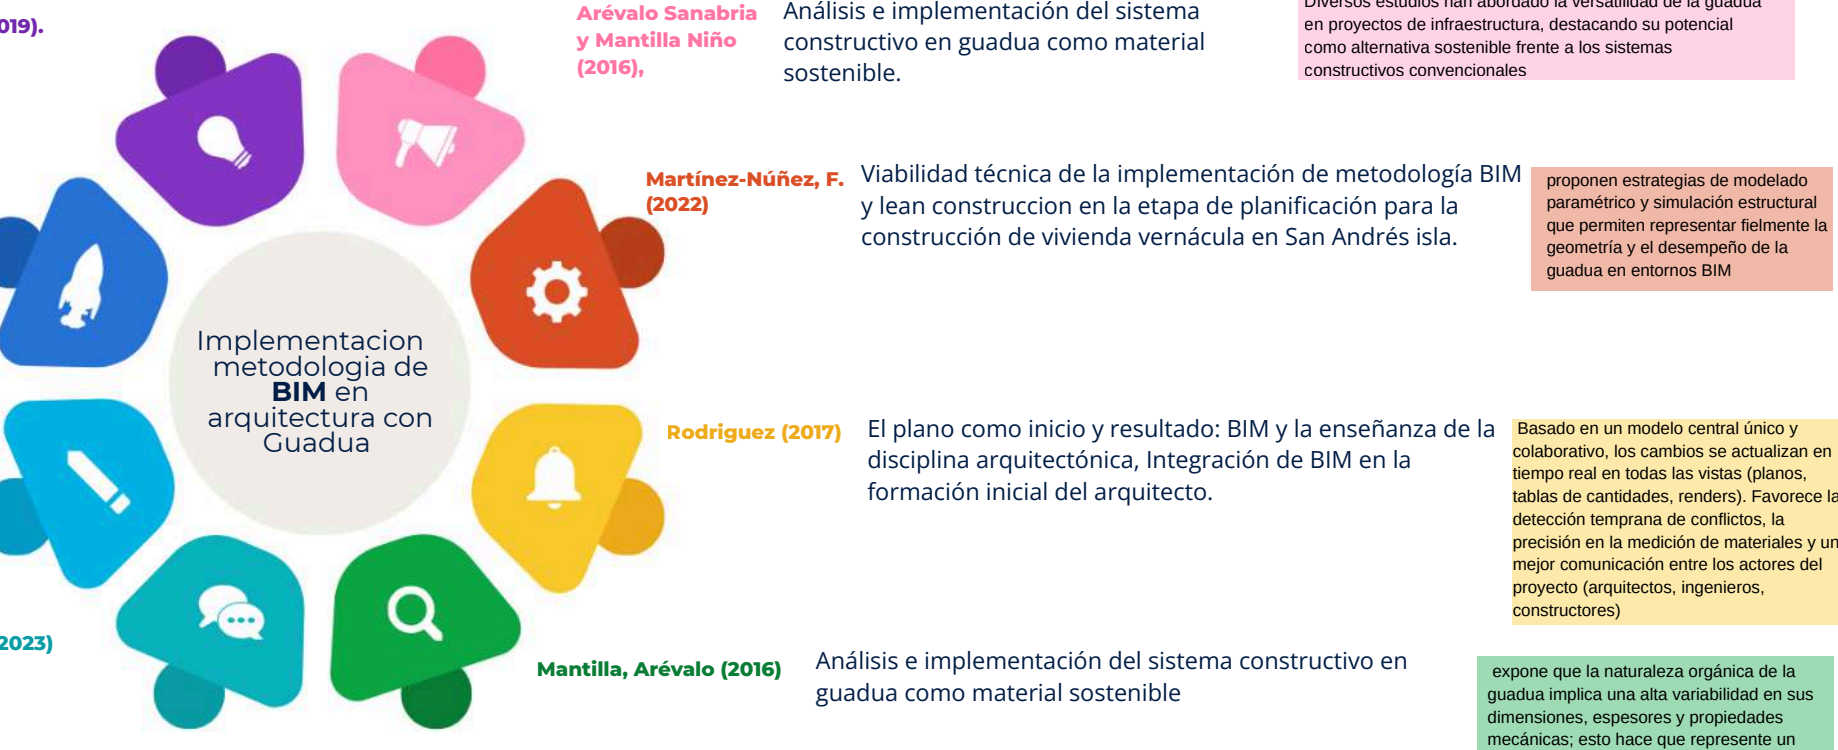 019).
Arévalo Sanabria
y Mantilla Niño
(2016),
Análisis e implementación del sistema
constructivo en guadua como material
sostenible.
Diversos estudios han abordado la versatilidad de la guadua
en proyectos de infraestructura, destacando su potencial
como alternativa sostenible frente a los sistemas
constructivos convencionales
Martínez-Núñez, F.
(2022)
Viabilidad técnica de la implementación de metodología BIM
y lean construccion en la etapa de planificación para la
construcción de vivienda vernácula en San Andrés isla.
proponen estrategias de modelado
paramétrico y simulación estructural
que permiten representar fielmente la
geometría y el desempeño de la
guadua en entornos BIM
Implementacion
metodologia de
BIM en
arquitectura con
Guadua
Rodriguez (2017)
El plano como inicio y resultado: BIM y la enseñanza de la
disciplina arquitectónica, Integración de BIM en la
formación inicial del arquitecto.
Basado en un modelo central único y
colaborativo, los cambios se actualizan en
tiempo real en todas las vistas (planos,
tablas de cantidades, renders). Favorece la
detección temprana de conflictos, la
precisión en la medición de materiales y un
mejor comunicación entre los actores del
proyecto (arquitectos, ingenieros,
constructores)
2023)
Mantilla, Arévalo (2016)
Análisis e implementación del sistema constructivo en
guadua como material sostenible
expone que la naturaleza orgánica de la
guadua implica una alta variabilidad en sus
dimensiones, espesores y propiedades
mecánicas; esto hace que represente un